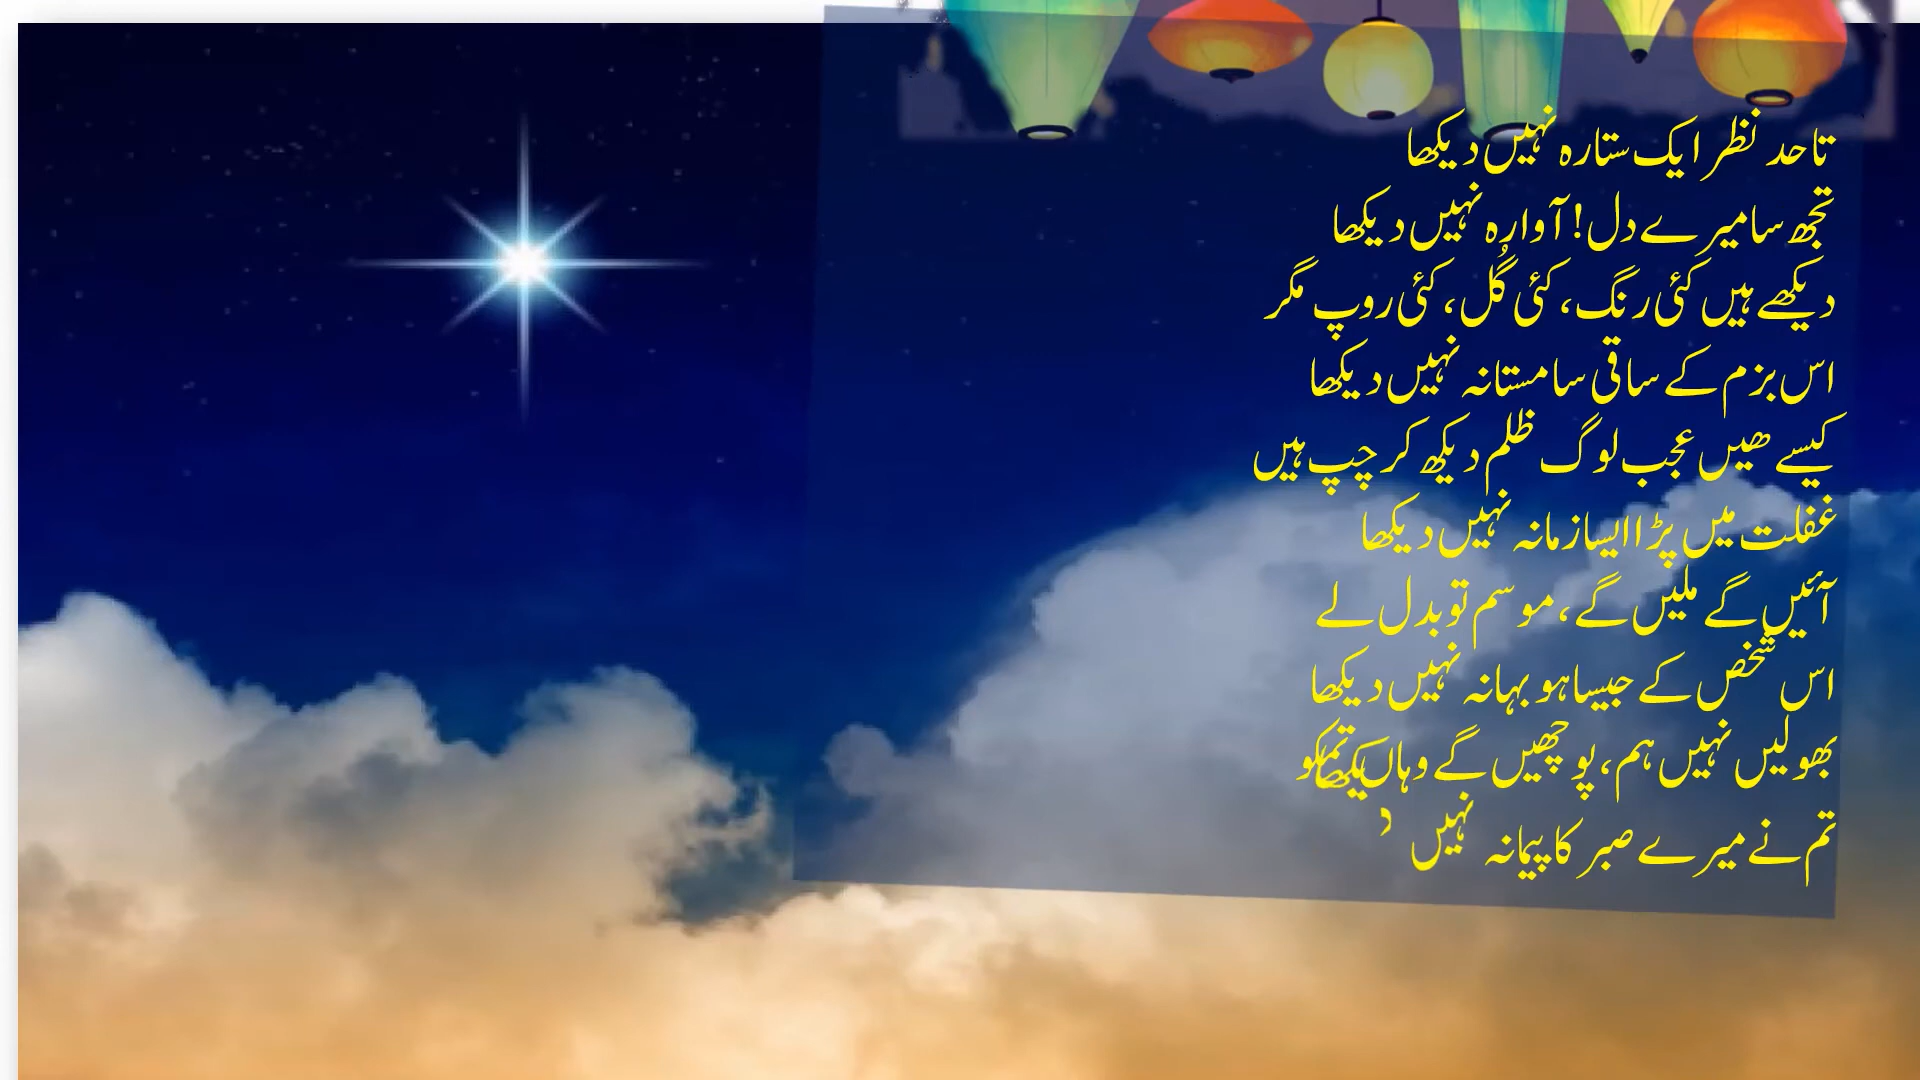 تاحد نظر ایک ستارہ نہیں دیکھا
تجھ سا میرے دل! آوارہ نہیں دیکھا
دیکھے ہیں کئی رنگ، کئی گُل، کئی روپ مگر
اس بزم کے ساقی سا مستانہ نہیں دیکھا
کیسے ھیں عجب لوگ ظلم دیکھ کر چپ ہیں
غفلت میں پڑا ایسا زمانہ نہیں دیکھا
آئیں گے ملیں گے، موسم تو بدل لے
اس شخص کے جیسا ہو بہانہ نہیں دیکھا
بھولیں نہیں ہم، پوچھیں گے وہاں تمکو
تم نے میرے صبر کا پیمانہ نہیں دیکھا